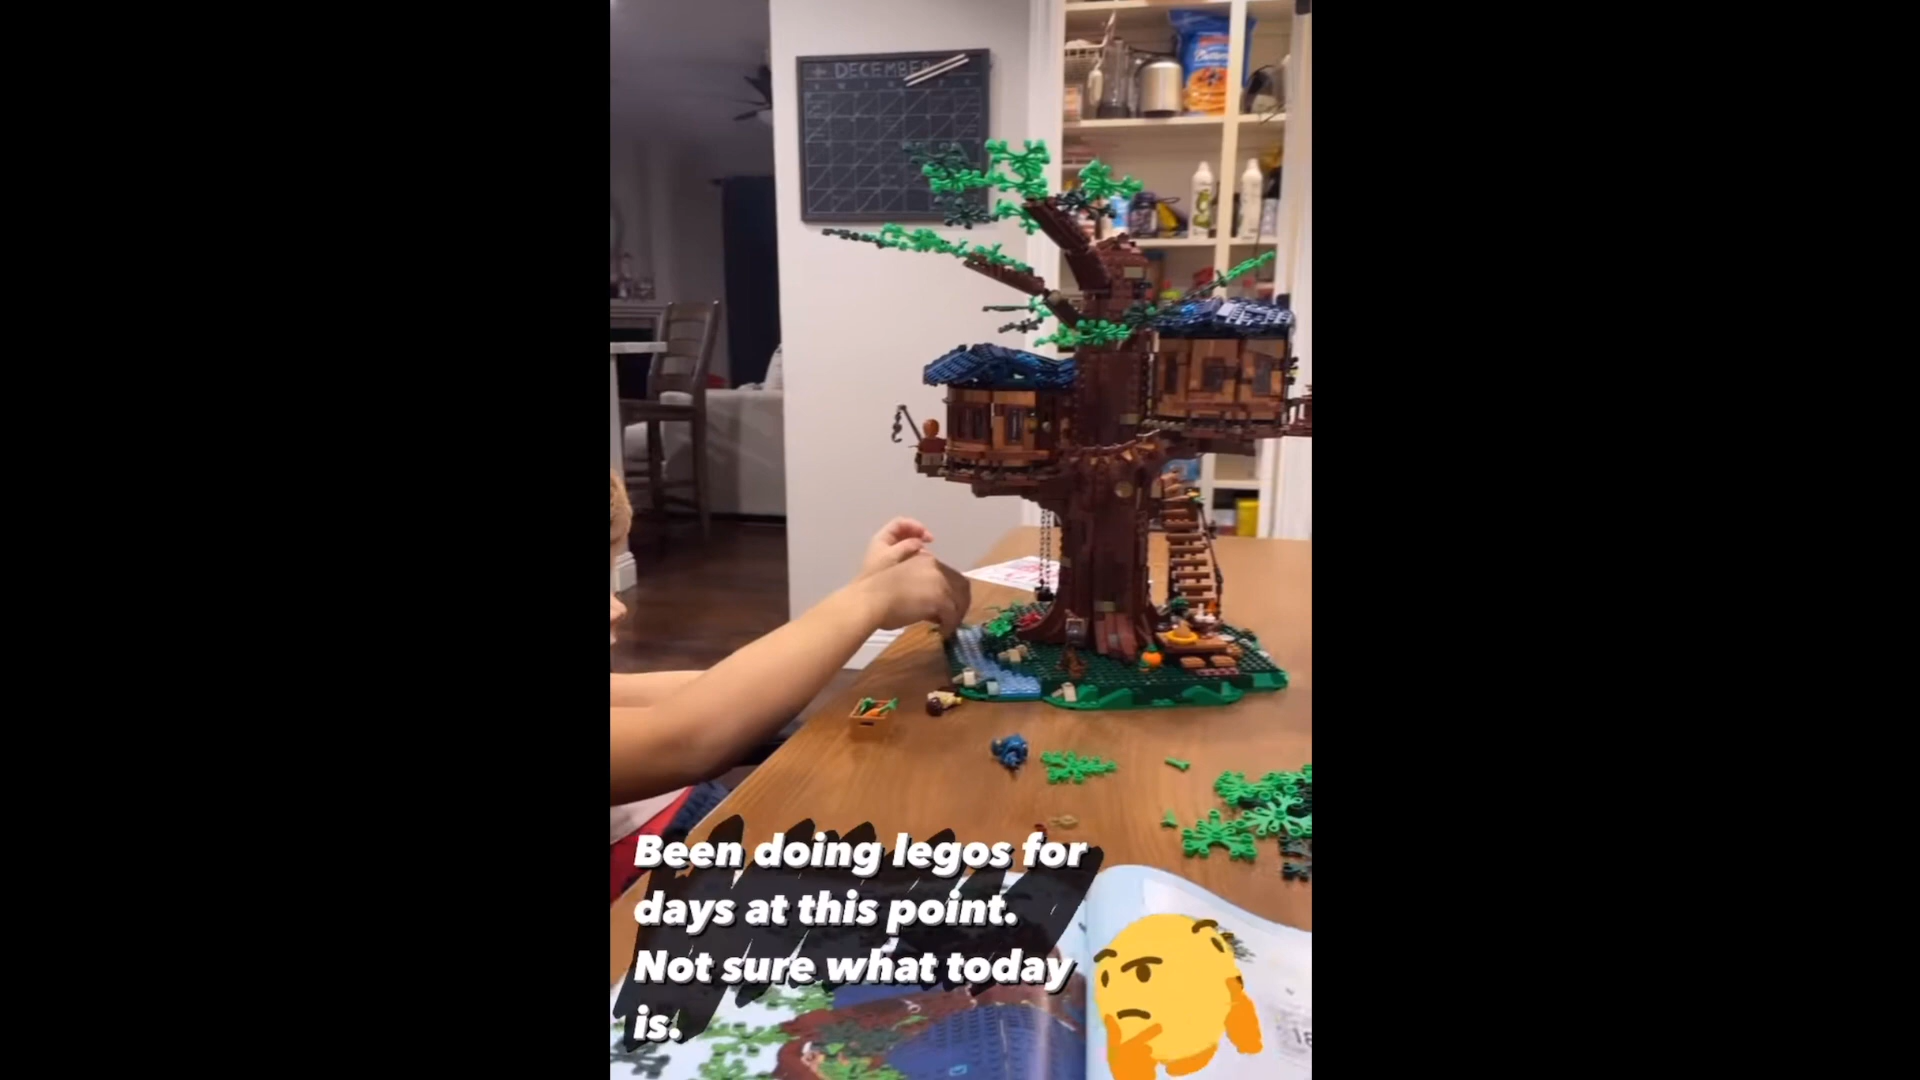 DECEMBER
Been doing legos for
days at this point.
Not sure what today
is.